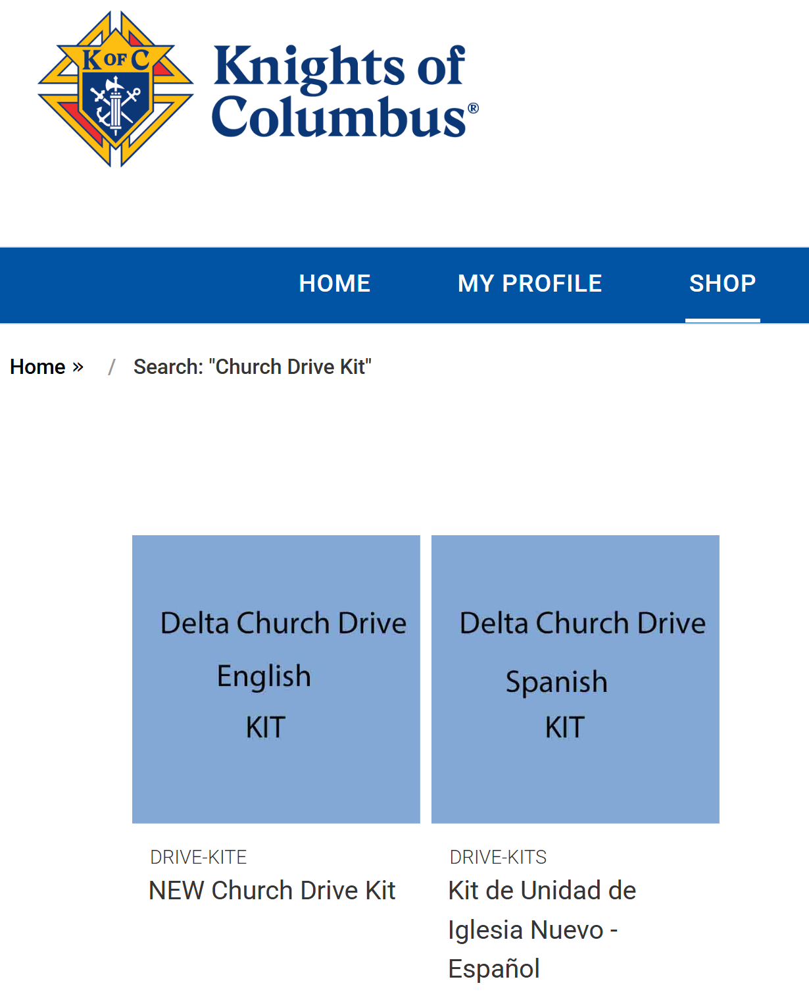 K OF C
Knights of
Columbus®
HOME MY PROFILE SHOP
Home » / Search: "Church Drive Kit"
Delta Church Drive
English
KIT
Delta Church Drive
Spanish
KIT
DRIVE-KITE
NEW Church Drive Kit
DRIVE-KITS
Kit de Unidad de
Iglesia Nuevo -
Español